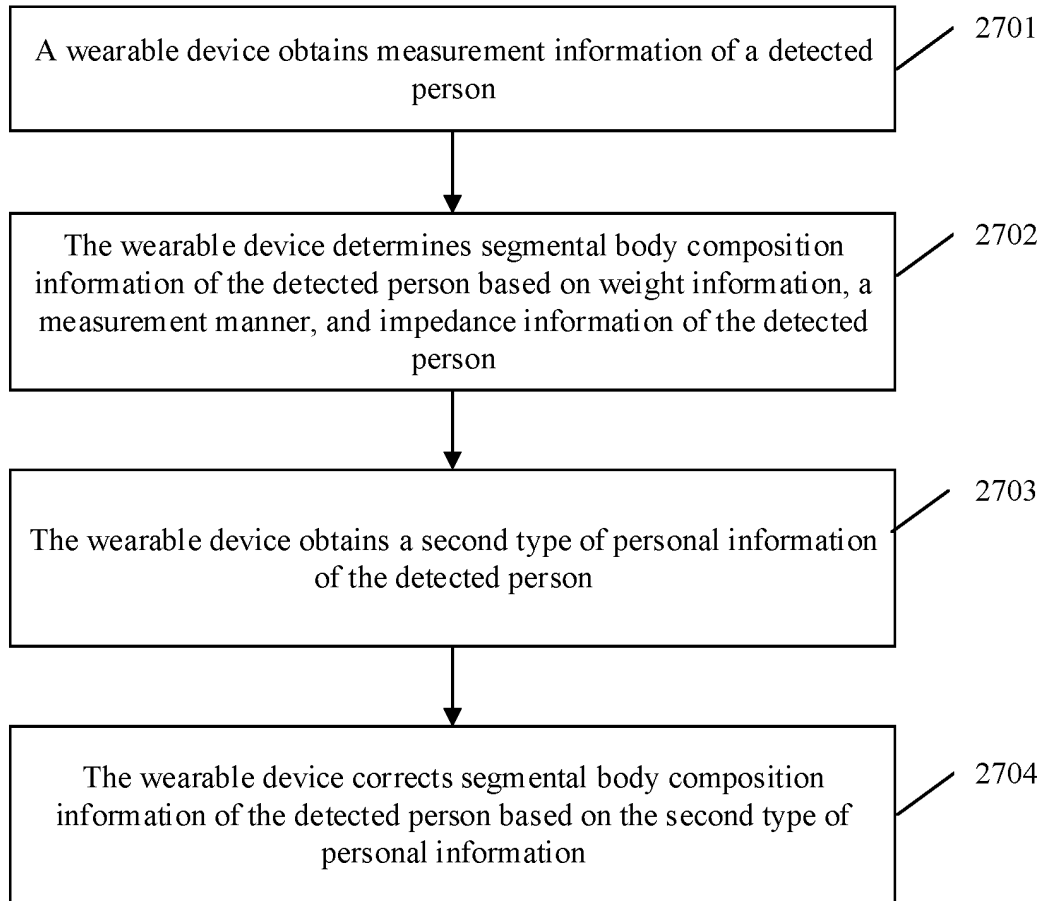 A wearable device obtains measurement information of a detected
person
2701
The wearable device determines segmental body composition
information of the detected person based on weight information, a
measurement manner, and impedance information of the detected
person
2702
The wearable device obtains a second type of personal information
of the detected person
2703
The wearable device corrects segmental body composition
information of the detected person based on the second type of
personal information
2704